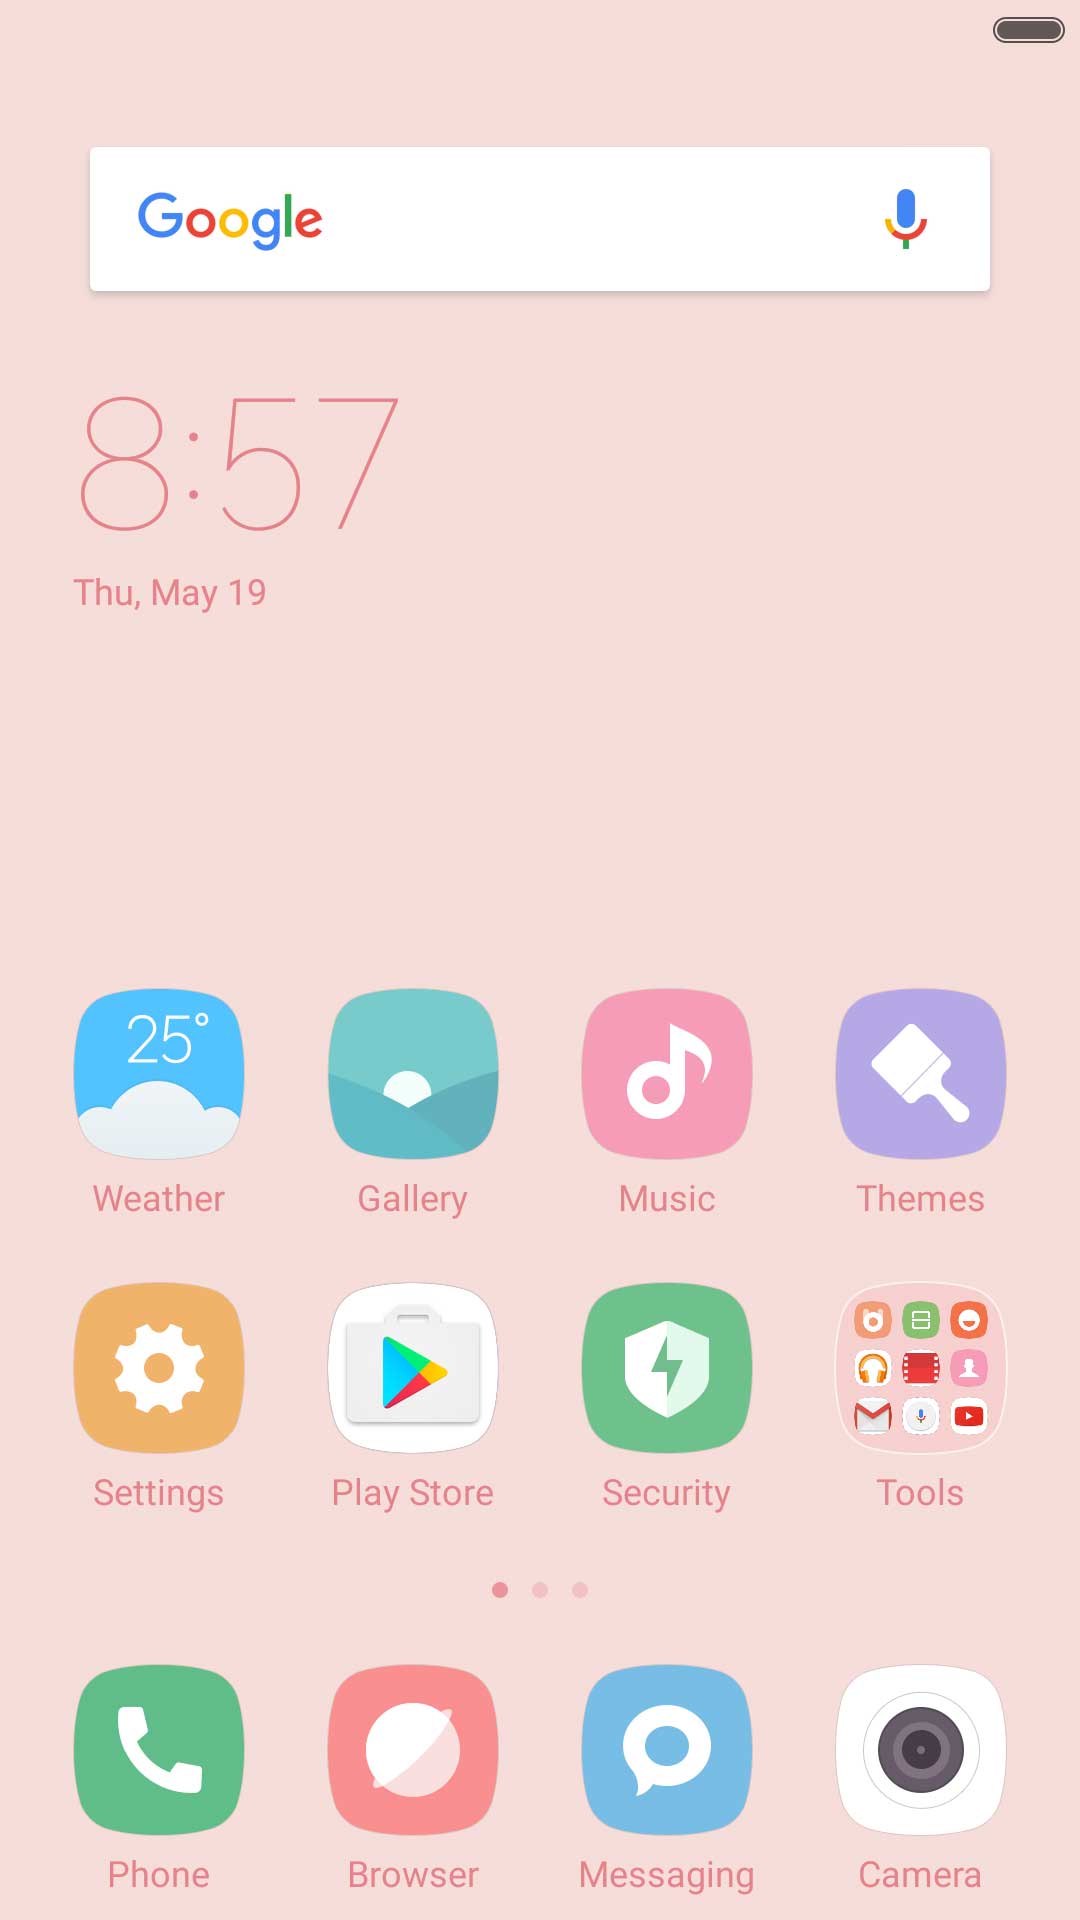 Google
8:57
Thu, May 19
25°
Weather
Gallery
Music
Themes
Settings
Play Store
Security
Tools
Phone
Browser
Messaging
Camera